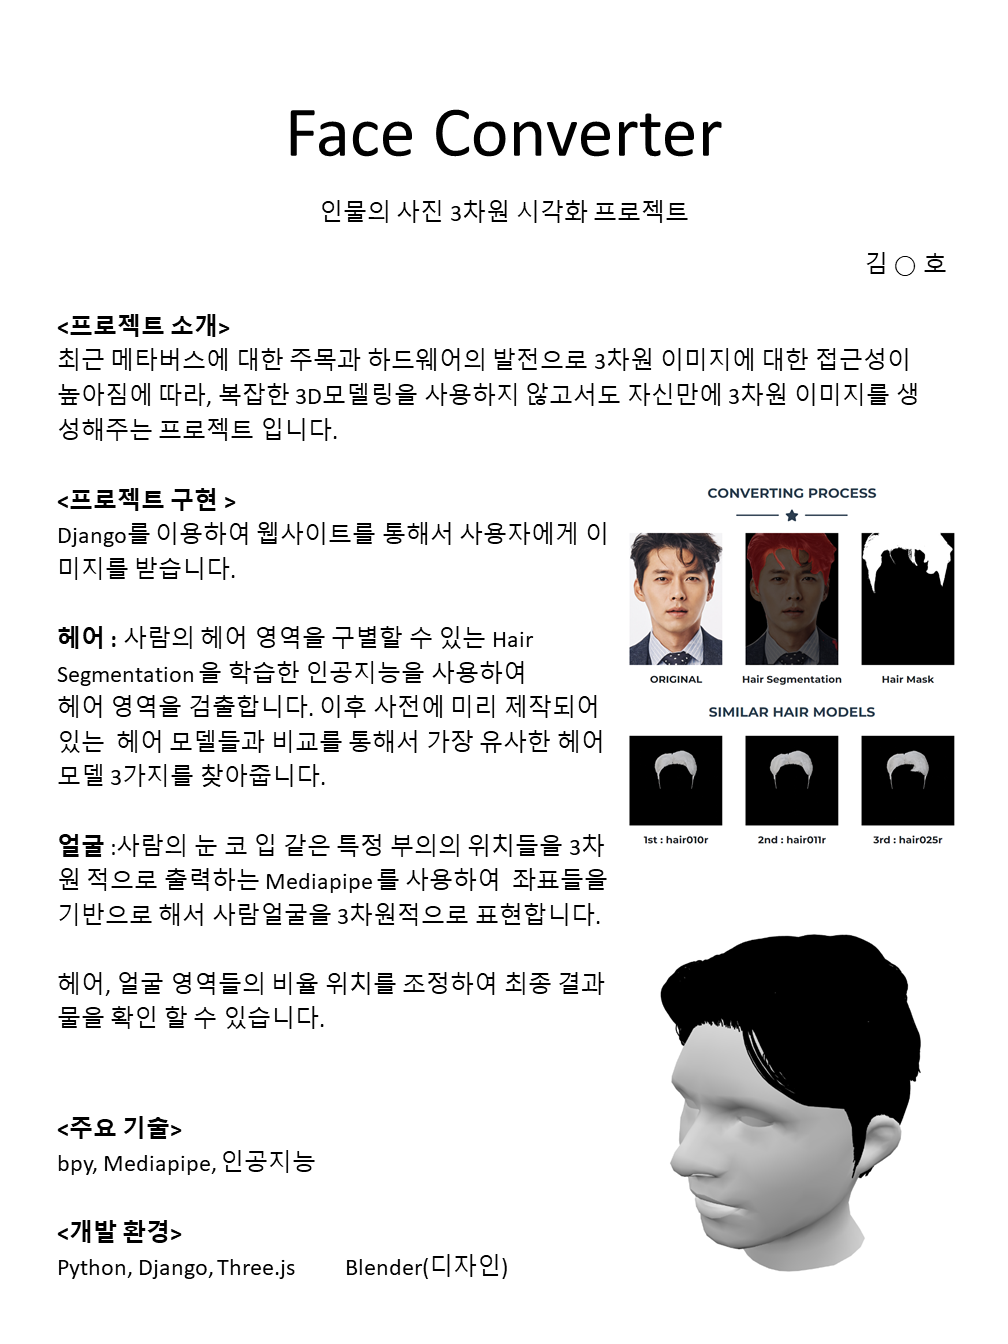 Face Converter
인물의 사진 3차원 시각화 프로젝트
김 ○ 호
<프로젝트 소개>
최근 메타버스에 대한 주목과 하드웨어의 발전으로 3차원 이미지에 대한 접근성이
높아짐에 따라, 복잡한 3D모델링을 사용하지 않고서도 자신만에 3차원 이미지를 생
성해주는 프로젝트 입니다.
<프로젝트 구현 >
Django를 이용하여 웹사이트를 통해서 사용자에게 이
미지를 받습니다.
헤어 : 사람의 헤어 영역을 구별할 수 있는 Hair
Segmentation 을 학습한 인공지능을 사용하여
헤어 영역을 검출합니다. 이후 사전에 미리 제작되어
있는  헤어 모델들과 비교를 통해서 가장 유사한 헤어
모델 3가지를 찾아줍니다.
얼굴 :사람의 눈 코 입 같은 특정 부의의 위치들을 3차
원 적으로 출력하는 Mediapipe 를 사용하여  좌표들을
기반으로 해서 사람얼굴을 3차원적으로 표현합니다.
헤어, 얼굴 영역들의 비율 위치를 조정하여 최종 결과
물을 확인 할 수 있습니다.
<주요 기술>
bpy, Mediapipe, 인공지능
<개발 환경>
Python, Django, Three.js Blender(디자인)
CONVERTING PROCESS
ORIGINAL Hair Segmentation Hair Mask
SIMILAR HAIR MODELS
1st : hair010r 2nd : hair011r 3rd : hair025r